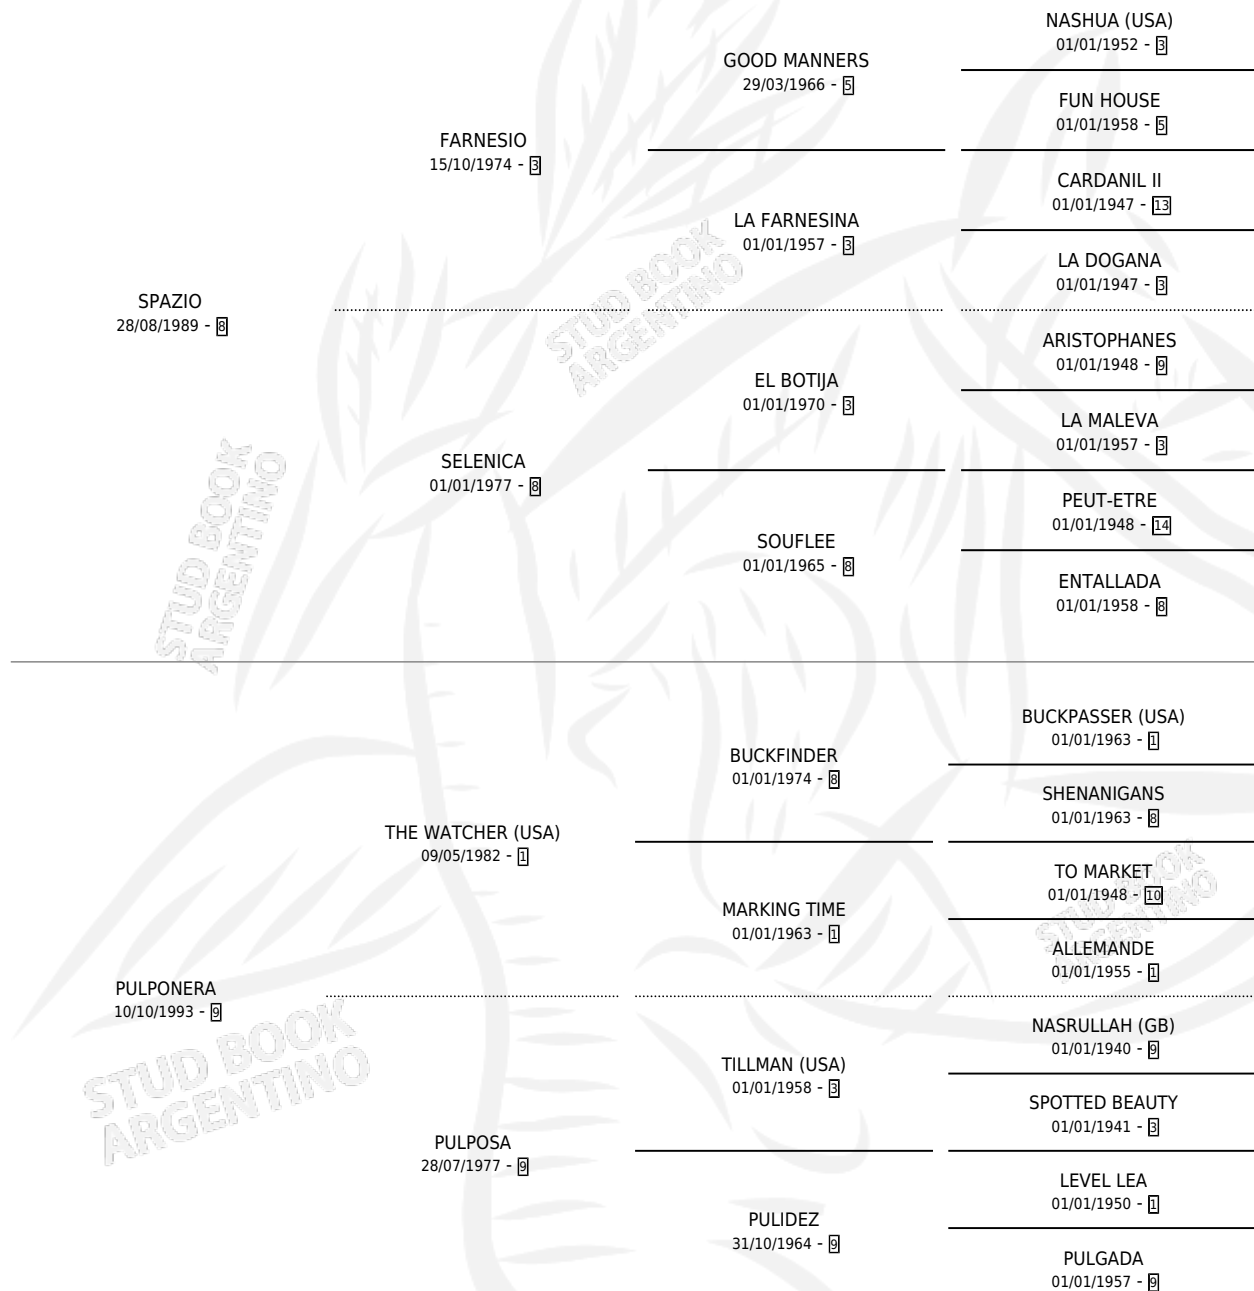 NASHUA (USA)
01/01/1952 - 3
GOOD MANNERS
29/03/1966 - 5
FUN HOUSE
01/01/1958 - 5
FARNESIO
15/10/1974 - 3
CARDANIL II
01/01/1947 - 13
LA FARNESINA
01/01/1957 - 3
LA DOGANA
01/01/1947 - 3
SPAZIO
28/08/1989 - 8
ARISTOPHANES
01/01/1948 - 9
EL BOTIJA
01/01/1970 - 3
LA MALEVA
01/01/1957 - 3
SELENICA
01/01/1977 - 8
PEUT-ETRE
01/01/1948 - 14
SOUFLEE
01/01/1965 - 8
ENTALLADA
01/01/1958 - 8
STUD BOOK
ARGENTINO
STUD BOOK
ARGENTINO
BUCKPASSER (USA)
01/01/1963 - 1
BUCKFINDER
01/01/1974 - 8
SHENANIGANS
01/01/1963 - 8
THE WATCHER (USA)
09/05/1982 - 1
TO MARKET
01/01/1948 - 10
MARKING TIME
01/01/1963 - 1
ALLEMANDE
01/01/1955 - 1
PULPONERA
10/10/1993 - 9
NASRULLAH (GB)
01/01/1940 - 9
TILLMAN (USA)
01/01/1958 - 3
SPOTTED BEAUTY
01/01/1941 - 3
PULPOSA
28/07/1977 - 9
LEVEL LEA
01/01/1950 - 1
PULIDEZ
31/10/1964 - 9
PULGADA
01/01/1957 - 9
STUD BOOK
ARGENTINO
STUD BOOK
ARGENTINO